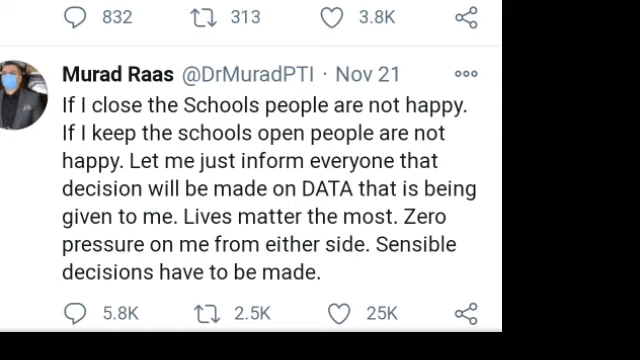 832 313 3.8K
Murad Raas @DrMuradPTI · Nov 21
If I close the Schools people are not happy.
If I keep the schools open people are not
happy. Let me just inform everyone that
decision will be made on DATA that is being
given to me. Lives matter the most. Zero
pressure on me from either side. Sensible
decisions have to be made.
5.8K 2.5K 25K